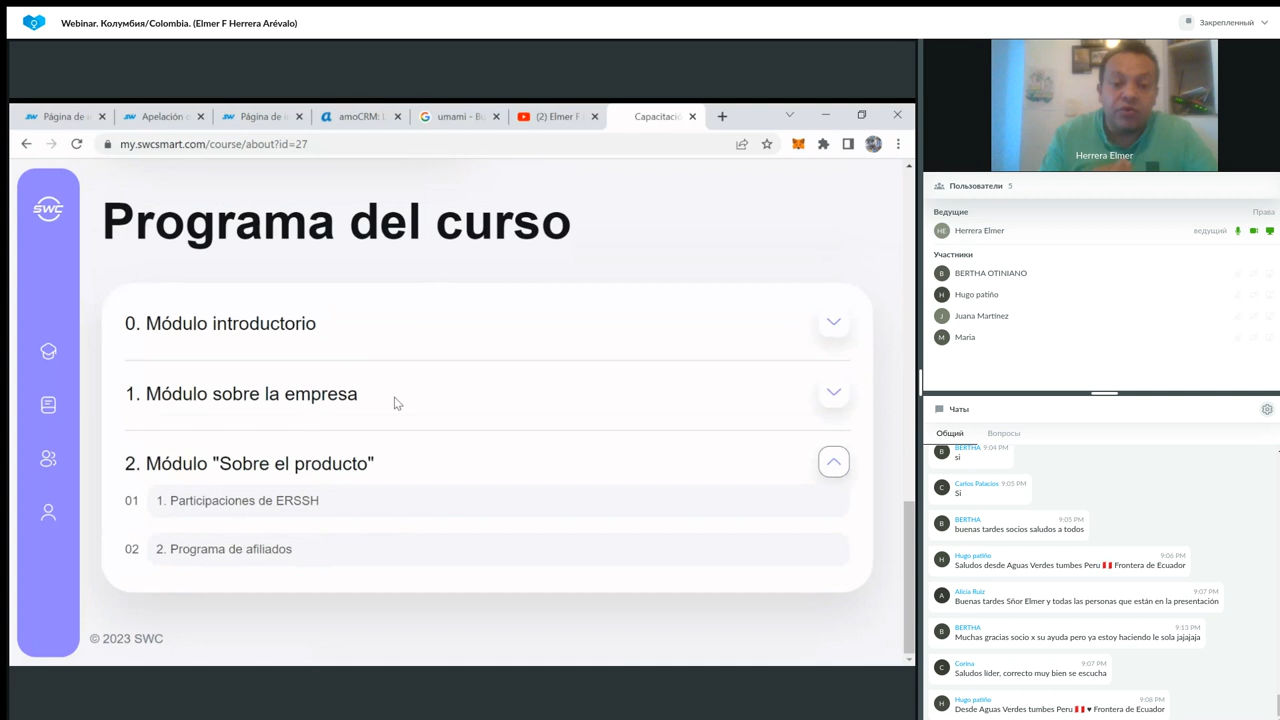 Webinar. Колумбия/Colombia. (Elmer F Herrera Arévalo)
Закрепленный
Página de i
Apelación c
Página de i
amoCRM: L
umami - Bu
(2) Elmer F
Capacitació
my.swcsmart.com/course/about?id=27
SWC
Programa del curso
0. Módulo introductorio
1. Módulo sobre la empresa
2. Módulo "Sobre el producto"
01 1. Participaciones de ERSSH
02 2. Programa de afiliados
© 2023 SWC
Herrera Elmer
Пользователи 5
Ведущие Права
HE Herrera Elmer ведущий
Участники
B BERTHA OTINIANO
H Hugo patiño
J Juana Martínez
M Maria
Чаты
Общий Вопросы
B BERTHA 9:04 PM
si
C Carlos Palacios 9:05 PM
Si
B BERTHA 9:05 PM
buenas tardes socios saludos a todos
H Hugo patiño 9:06 PM
Saludos desde Aguas Verdes tumbes Peru 🇵🇪 Frontera de Ecuador
A Alicia Ruiz 9:07 PM
Buenas tardes Sñor Elmer y todas las personas que están en la presentación
B BERTHA 9:13 PM
Muchas gracias socio x su ayuda pero ya estoy haciendo le sola jajajaja
C Corina 9:07 PM
Saludos líder, correcto muy bien se escucha
H Hugo patiño 9:08 PM
Desde Aguas Verdes tumbes Peru 🇵🇪 ♥ Frontera de Ecuador